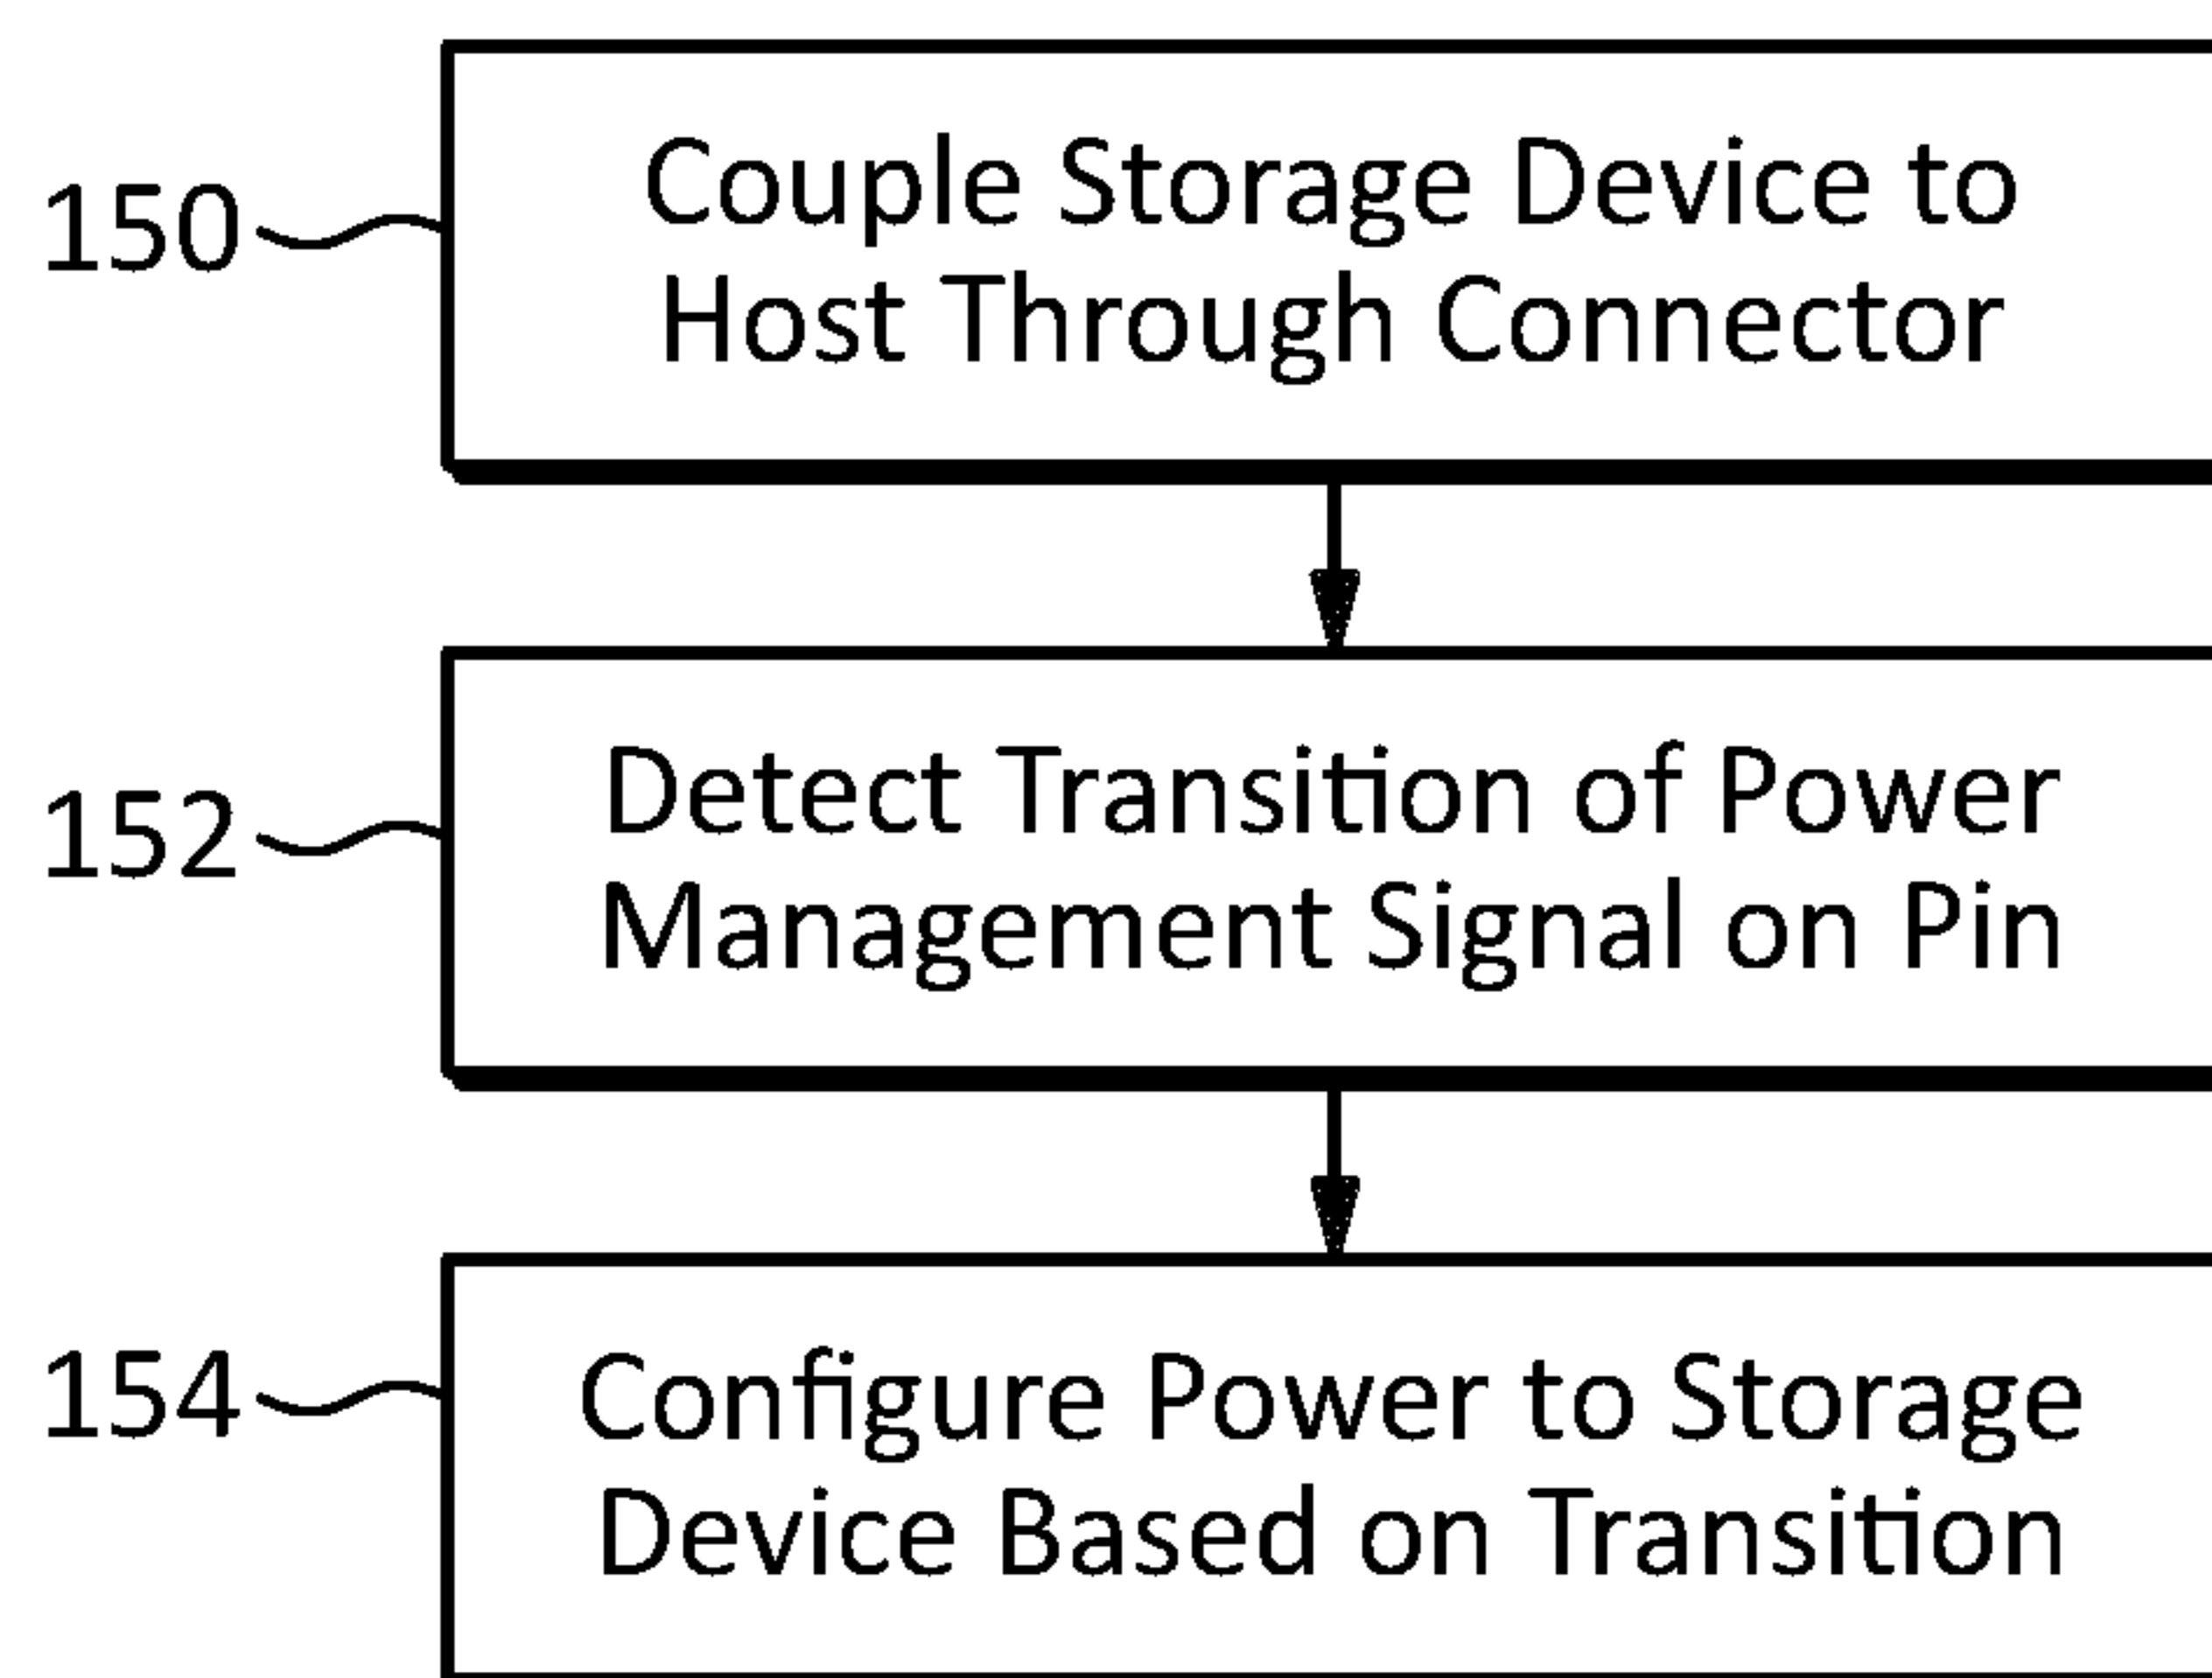 150
Couple Storage Device to
Host Through Connector
152
Detect Transition of Power
Management Signal on Pin
154
Configure Power to Storage
Device Based on Transition